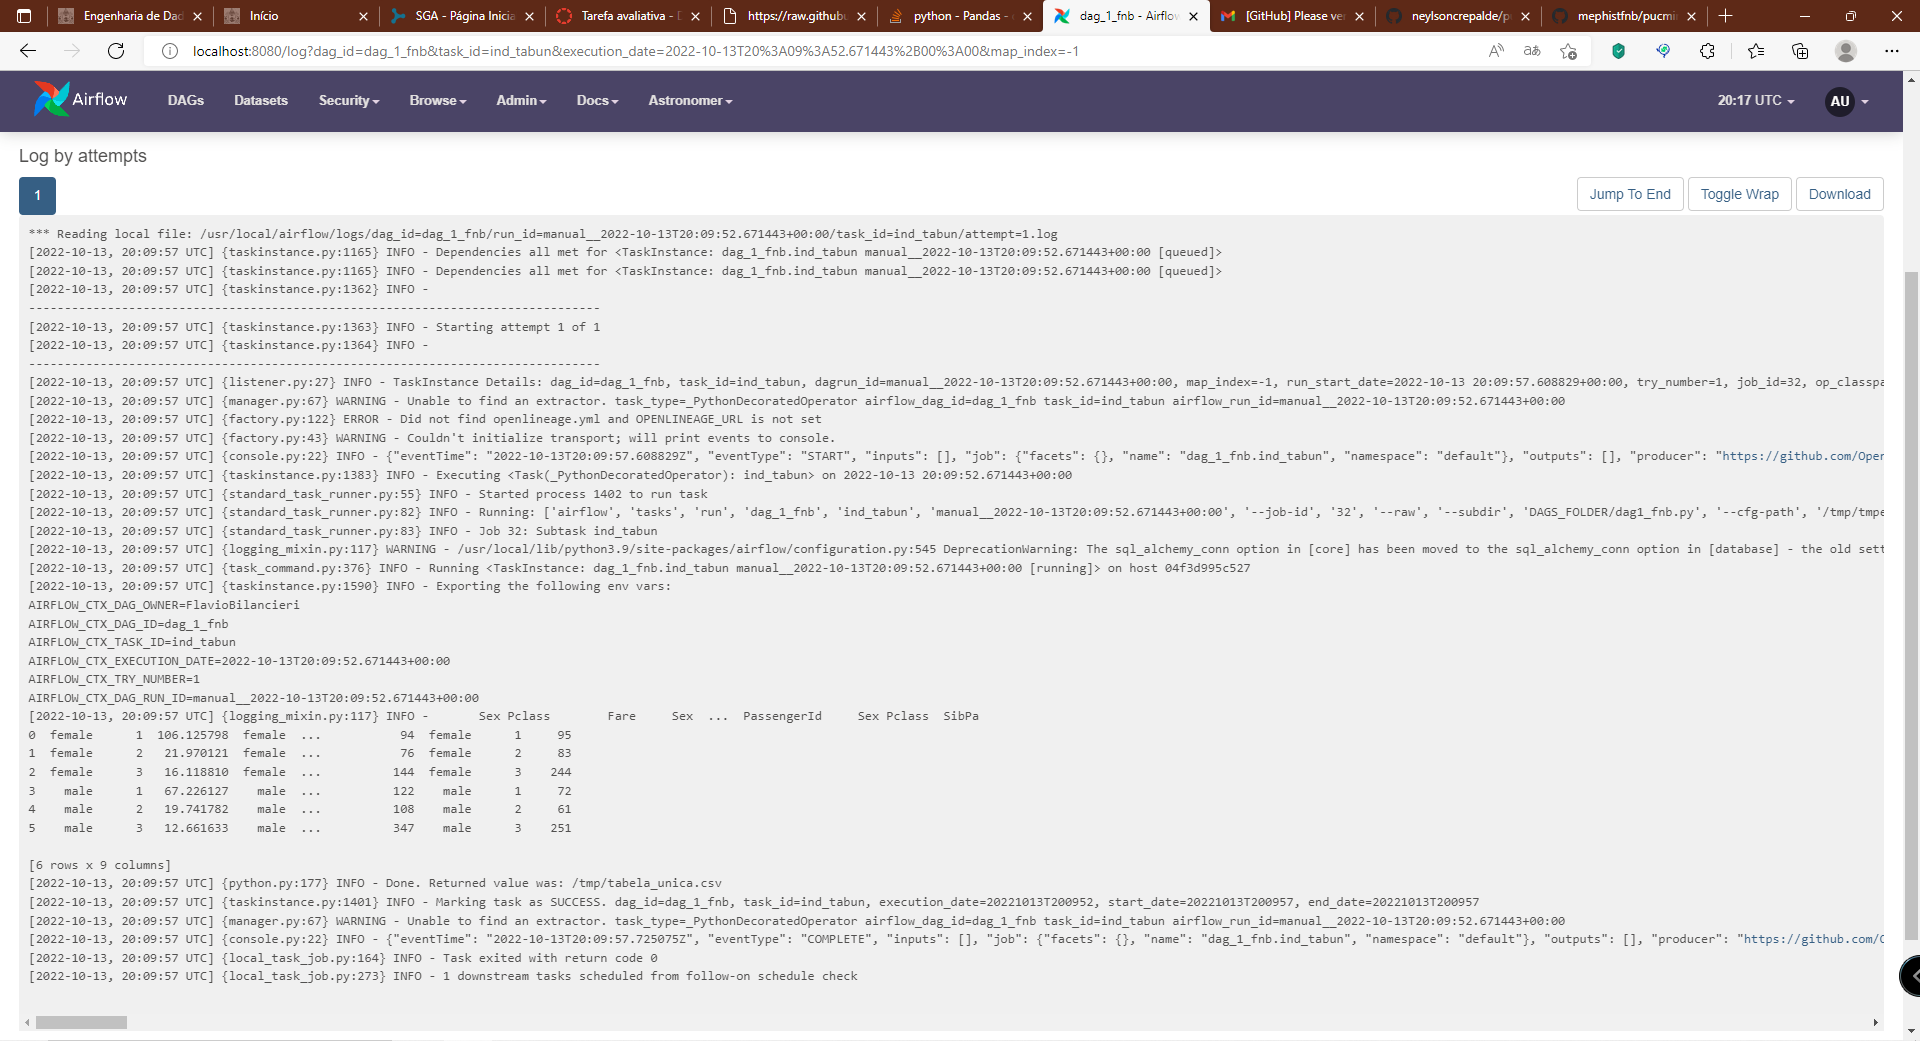 Engenharia de Dad
Início
SGA - Página Inicia
Tarefa avaliativa - D
https://raw.githubu
python - Pandas -
dag_1_fnb - Airflow
[GitHub] Please ve
neylsoncrepalde/p
mephistfnb/pucmi
localhost:8080/log?dag_id=dag_1_fnb&task_id=ind_tabun&execution_date=2022-10-13T20%3A09%3A52.671443%2B00%3A00&map_index=-1
Airflow DAGs Datasets Security Browse Admin Docs Astronomer 20:17 UTC AU
Log by attempts
1
Jump To End Toggle Wrap Download
*** Reading local file: /usr/local/airflow/logs/dag_id=dag_1_fnb/run_id=manual__2022-10-13T20:09:52.671443+00:00/task_id=ind_tabun/attempt=1.log
[2022-10-13, 20:09:57 UTC] {taskinstance.py:1165} INFO - Dependencies all met for <TaskInstance: dag_1_fnb.ind_tabun manual__2022-10-13T20:09:52.671443+00:00 [queued]>
[2022-10-13, 20:09:57 UTC] {taskinstance.py:1165} INFO - Dependencies all met for <TaskInstance: dag_1_fnb.ind_tabun manual__2022-10-13T20:09:52.671443+00:00 [queued]>
[2022-10-13, 20:09:57 UTC] {taskinstance.py:1362} INFO -
--------------------------------------------------------------------------------
[2022-10-13, 20:09:57 UTC] {taskinstance.py:1363} INFO - Starting attempt 1 of 1
[2022-10-13, 20:09:57 UTC] {taskinstance.py:1364} INFO -
--------------------------------------------------------------------------------
[2022-10-13, 20:09:57 UTC] {listener.py:27} INFO - TaskInstance Details: dag_id=dag_1_fnb, task_id=ind_tabun, dagrun_id=manual__2022-10-13T20:09:52.671443+00:00, map_index=-1, run_start_date=2022-10-13 20:09:57.608829+00:00, try_number=1, job_id=32, op_classpa
[2022-10-13, 20:09:57 UTC] {manager.py:67} WARNING - Unable to find an extractor. task_type=_PythonDecoratedOperator airflow_dag_id=dag_1_fnb task_id=ind_tabun airflow_run_id=manual__2022-10-13T20:09:52.671443+00:00
[2022-10-13, 20:09:57 UTC] {factory.py:122} ERROR - Did not find openlineage.yml and OPENLINEAGE_URL is not set
[2022-10-13, 20:09:57 UTC] {factory.py:43} WARNING - Couldn't initialize transport; will print events to console.
[2022-10-13, 20:09:57 UTC] {console.py:22} INFO - {"eventTime": "2022-10-13T20:09:57.608829Z", "eventType": "START", "inputs": [], "job": {"facets": {}, "name": "dag_1_fnb.ind_tabun", "namespace": "default"}, "outputs": [], "producer": "https://github.com/Open
[2022-10-13, 20:09:57 UTC] {taskinstance.py:1383} INFO - Executing <Task(_PythonDecoratedOperator): ind_tabun> on 2022-10-13 20:09:52.671443+00:00
[2022-10-13, 20:09:57 UTC] {standard_task_runner.py:55} INFO - Started process 1402 to run task
[2022-10-13, 20:09:57 UTC] {standard_task_runner.py:82} INFO - Running: ['airflow', 'tasks', 'run', 'dag_1_fnb', 'ind_tabun', 'manual__2022-10-13T20:09:52.671443+00:00', '--job-id', '32', '--raw', '--subdir', 'DAGS_FOLDER/dag1_fnb.py', '--cfg-path', '/tmp/tmpe
[2022-10-13, 20:09:57 UTC] {standard_task_runner.py:83} INFO - Job 32: Subtask ind_tabun
[2022-10-13, 20:09:57 UTC] {logging_mixin.py:117} WARNING - /usr/local/lib/python3.9/site-packages/airflow/configuration.py:545 DeprecationWarning: The sql_alchemy_conn option in [core] has been moved to the sql_alchemy_conn option in [database] - the old sett
[2022-10-13, 20:09:57 UTC] {task_command.py:376} INFO - Running <TaskInstance: dag_1_fnb.ind_tabun manual__2022-10-13T20:09:52.671443+00:00 [running]> on host 04f3d995c527
[2022-10-13, 20:09:57 UTC] {taskinstance.py:1590} INFO - Exporting the following env vars:
AIRFLOW_CTX_DAG_OWNER=FlavioBilancieri
AIRFLOW_CTX_DAG_ID=dag_1_fnb
AIRFLOW_CTX_TASK_ID=ind_tabun
AIRFLOW_CTX_EXECUTION_DATE=2022-10-13T20:09:52.671443+00:00
AIRFLOW_CTX_TRY_NUMBER=1
AIRFLOW_CTX_DAG_RUN_ID=manual__2022-10-13T20:09:52.671443+00:00
[2022-10-13, 20:09:57 UTC] {logging_mixin.py:117} INFO - Sex Pclass Fare Sex ... PassengerId Sex Pclass SibPa
0 female 1 106.125798 female ... 94 female 1 95
1 female 2 21.970121 female ... 76 female 2 83
2 female 3 16.118810 female ... 144 female 3 244
3 male 1 67.226127 male ... 122 male 1 72
4 male 2 19.741782 male ... 108 male 2 61
5 male 3 12.661633 male ... 347 male 3 251
[6 rows x 9 columns]
[2022-10-13, 20:09:57 UTC] {python.py:177} INFO - Done. Returned value was: /tmp/tabela_unica.csv
[2022-10-13, 20:09:57 UTC] {taskinstance.py:1401} INFO - Marking task as SUCCESS. dag_id=dag_1_fnb, task_id=ind_tabun, execution_date=20221013T200952, start_date=20221013T200957, end_date=20221013T200957
[2022-10-13, 20:09:57 UTC] {manager.py:67} WARNING - Unable to find an extractor. task_type=_PythonDecoratedOperator airflow_dag_id=dag_1_fnb task_id=ind_tabun airflow_run_id=manual__2022-10-13T20:09:52.671443+00:00
[2022-10-13, 20:09:57 UTC] {console.py:22} INFO - {"eventTime": "2022-10-13T20:09:57.725075Z", "eventType": "COMPLETE", "inputs": [], "job": {"facets": {}, "name": "dag_1_fnb.ind_tabun", "namespace": "default"}, "outputs": [], "producer": "https://github.com/O
[2022-10-13, 20:09:57 UTC] {local_task_job.py:164} INFO - Task exited with return code 0
[2022-10-13, 20:09:57 UTC] {local_task_job.py:273} INFO - 1 downstream tasks scheduled from follow-on schedule check